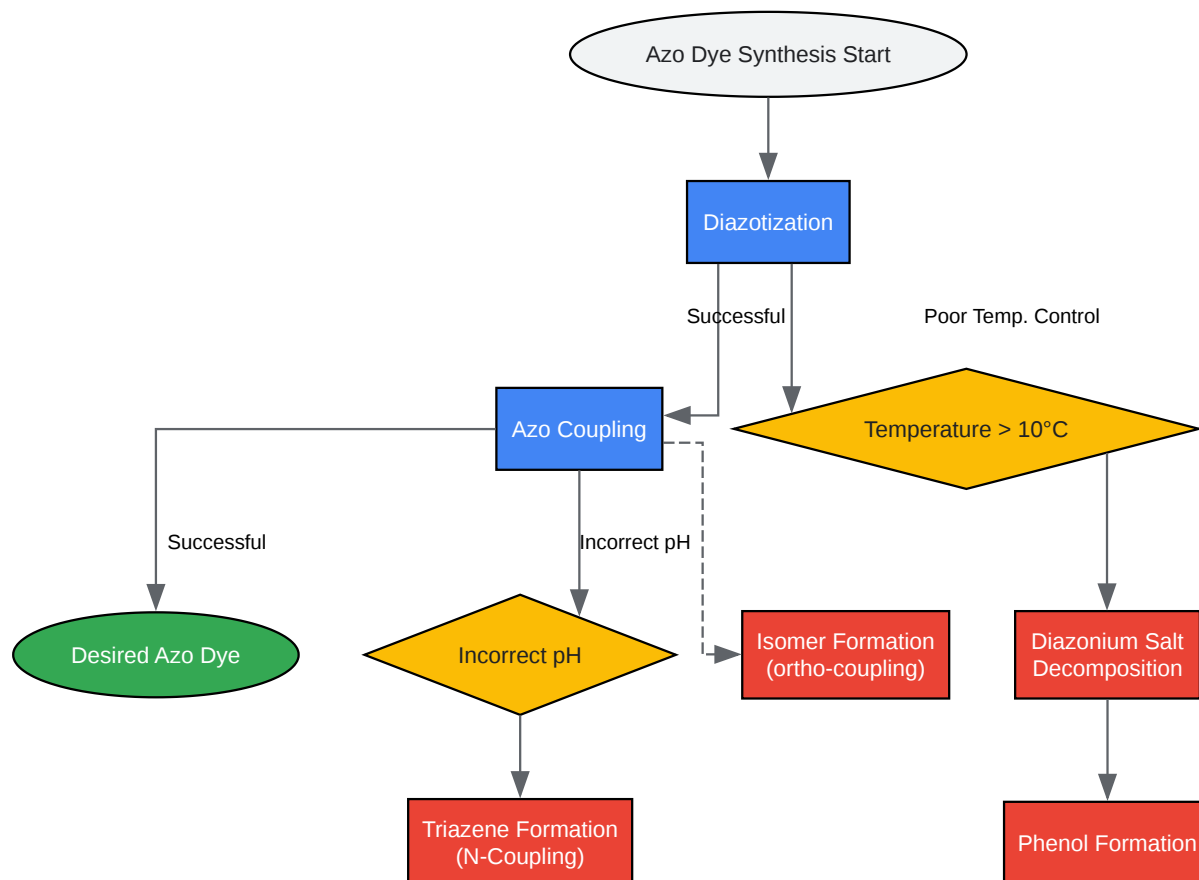 Azo Dye Synthesis Start
Diazotization
Successful
Poor Temp. Control
Azo Coupling
Temperature > 10°C
Successful
Incorrect pH
Desired Azo Dye
Incorrect pH
Isomer Formation
(ortho-coupling)
Diazonium Salt
Decomposition
Triazene Formation
(N-Coupling)
Phenol Formation